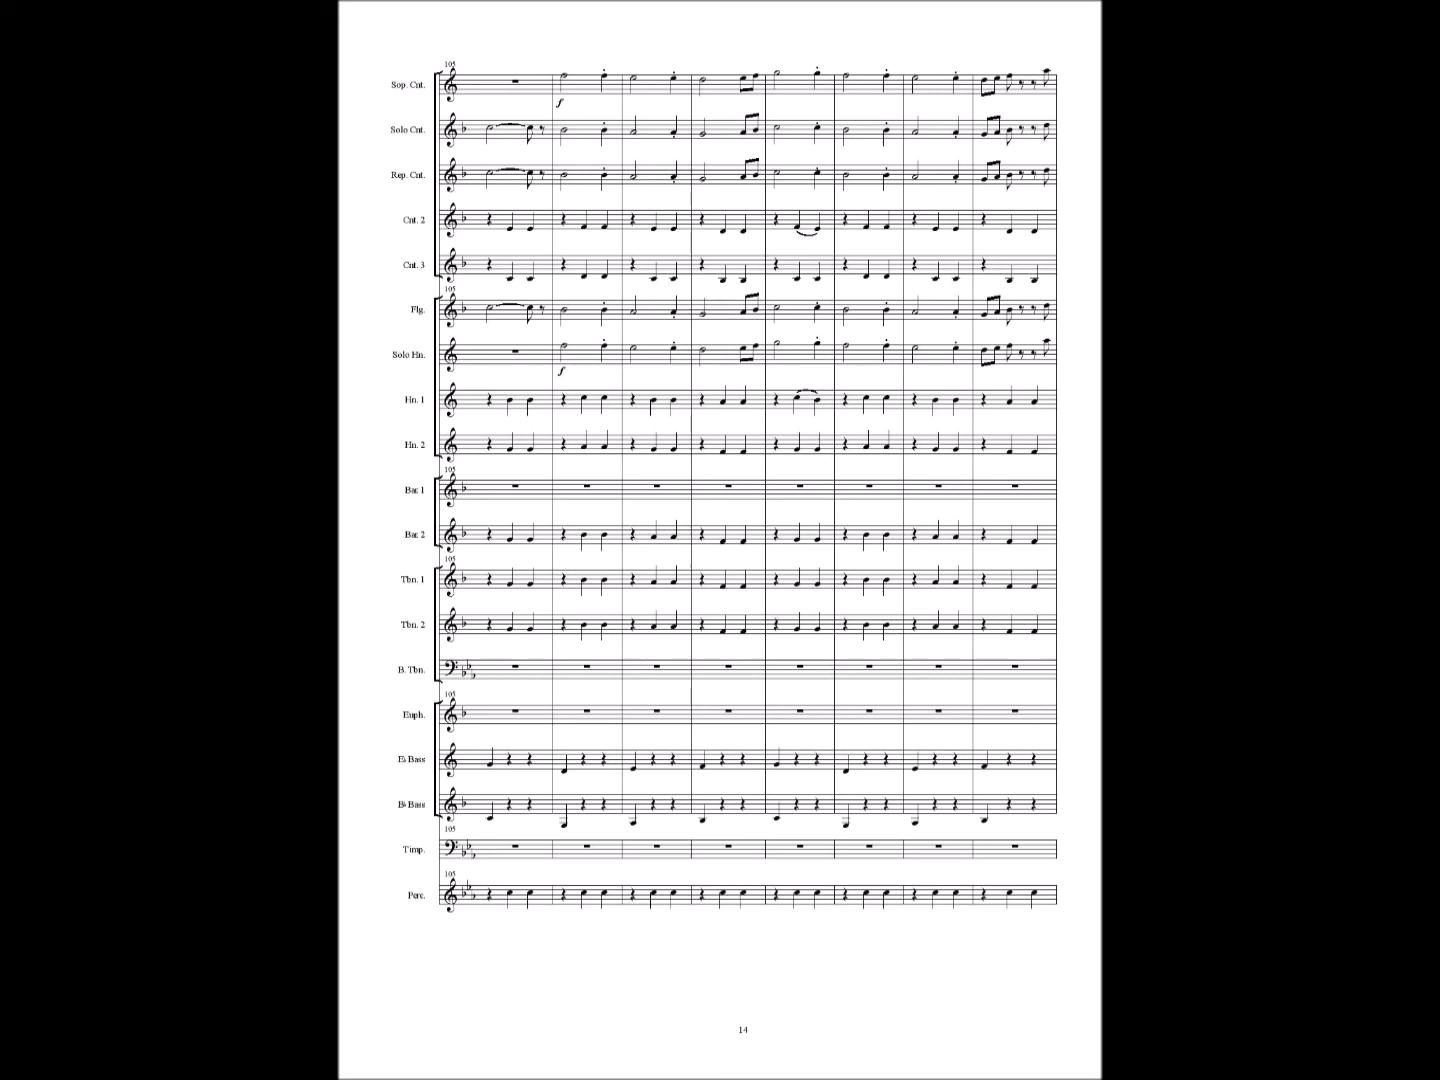 105
Sop. Cnt.
f
Solo Cnt.
Rep. Cnt.
Cnt. 2
Cnt. 3
105
Flg.
Solo Hn.
f
Hn. 1
Hn. 2
105
Bar. 1
Bar. 2
105
Tbn. 1
Tbn. 2
B. Tbn.
105
Euph.
E♭ Bass
B♭ Bass
105
Timp.
105
Perc.
14